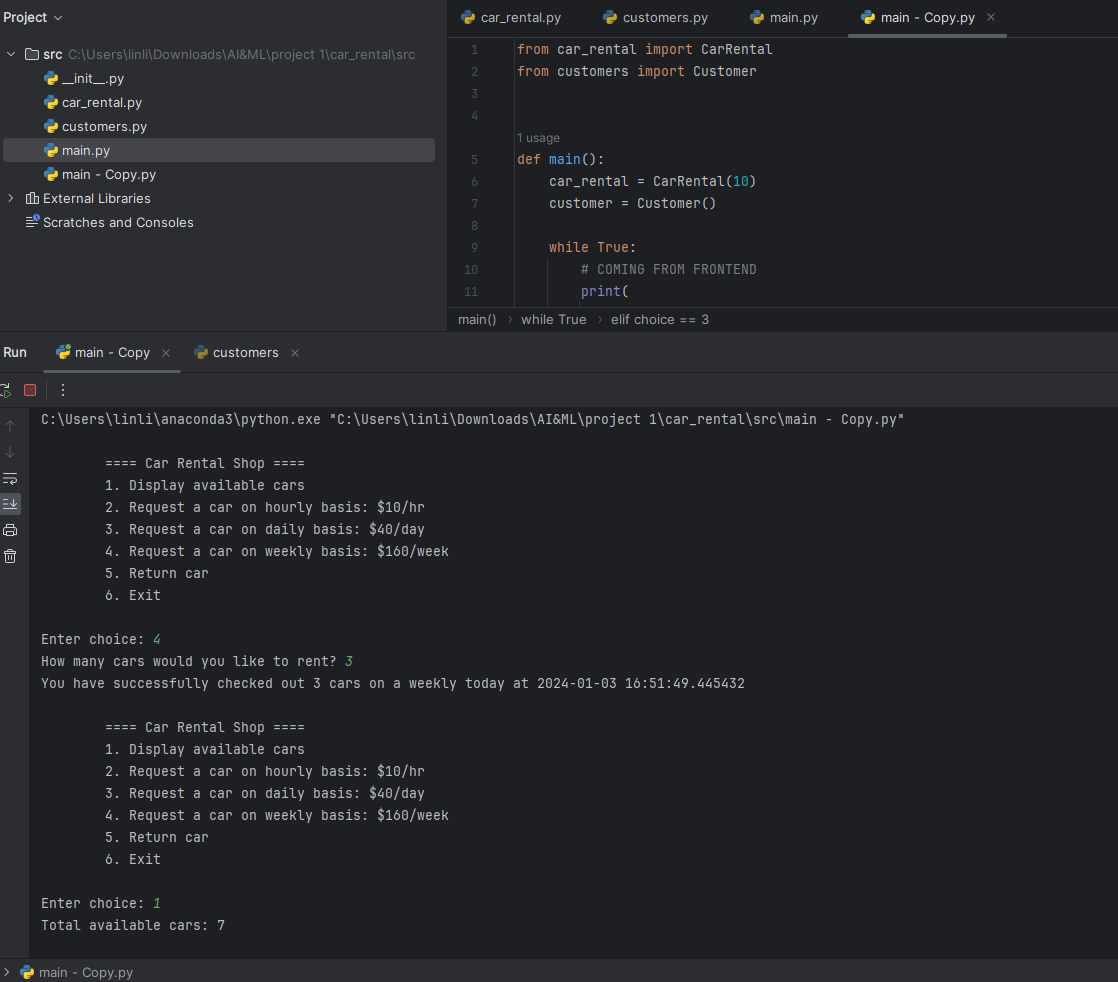 Project
src C:\Users\linli\Downloads\AI&ML\project 1\car_rental\src
__init__.py
car_rental.py
customers.py
main.py
main - Copy.py
External Libraries
Scratches and Consoles
car_rental.py customers.py main.py main - Copy.py
1 from car_rental import CarRental
2 from customers import Customer
3
4
1 usage
5 def main():
6 car_rental = CarRental(10)
7 customer = Customer()
8
9 while True:
10 # COMING FROM FRONTEND
11 print(
main() while True elif choice == 3
Run main - Copy customers
C:\Users\linli\anaconda3\python.exe "C:\Users\linli\Downloads\AI&ML\project 1\car_rental\src\main - Copy.py"
==== Car Rental Shop ====
1. Display available cars
2. Request a car on hourly basis: $10/hr
3. Request a car on daily basis: $40/day
4. Request a car on weekly basis: $160/week
5. Return car
6. Exit
Enter choice: 4
How many cars would you like to rent? 3
You have successfully checked out 3 cars on a weekly today at 2024-01-03 16:51:49.445432
==== Car Rental Shop ====
1. Display available cars
2. Request a car on hourly basis: $10/hr
3. Request a car on daily basis: $40/day
4. Request a car on weekly basis: $160/week
5. Return car
6. Exit
Enter choice: 1
Total available cars: 7
main - Copy.py